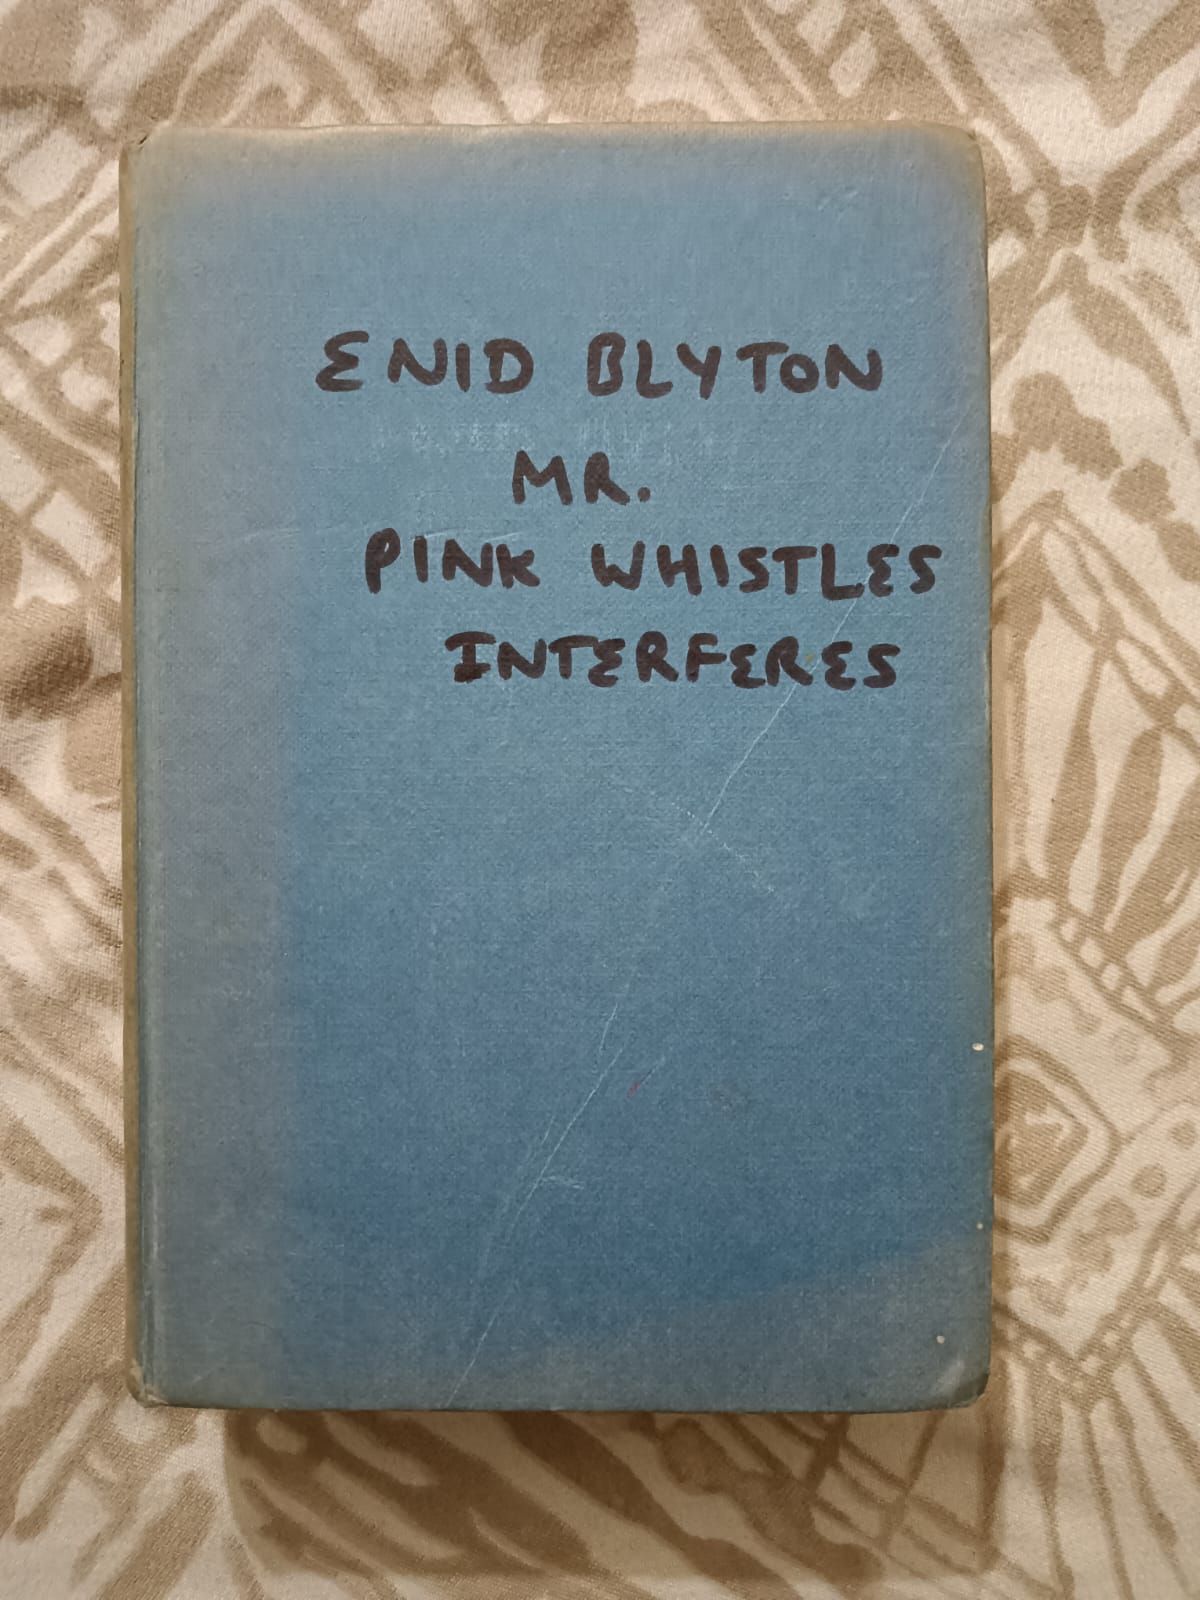 ENID BLYTON
MR.
PINK WHISTLES
INTERFERES